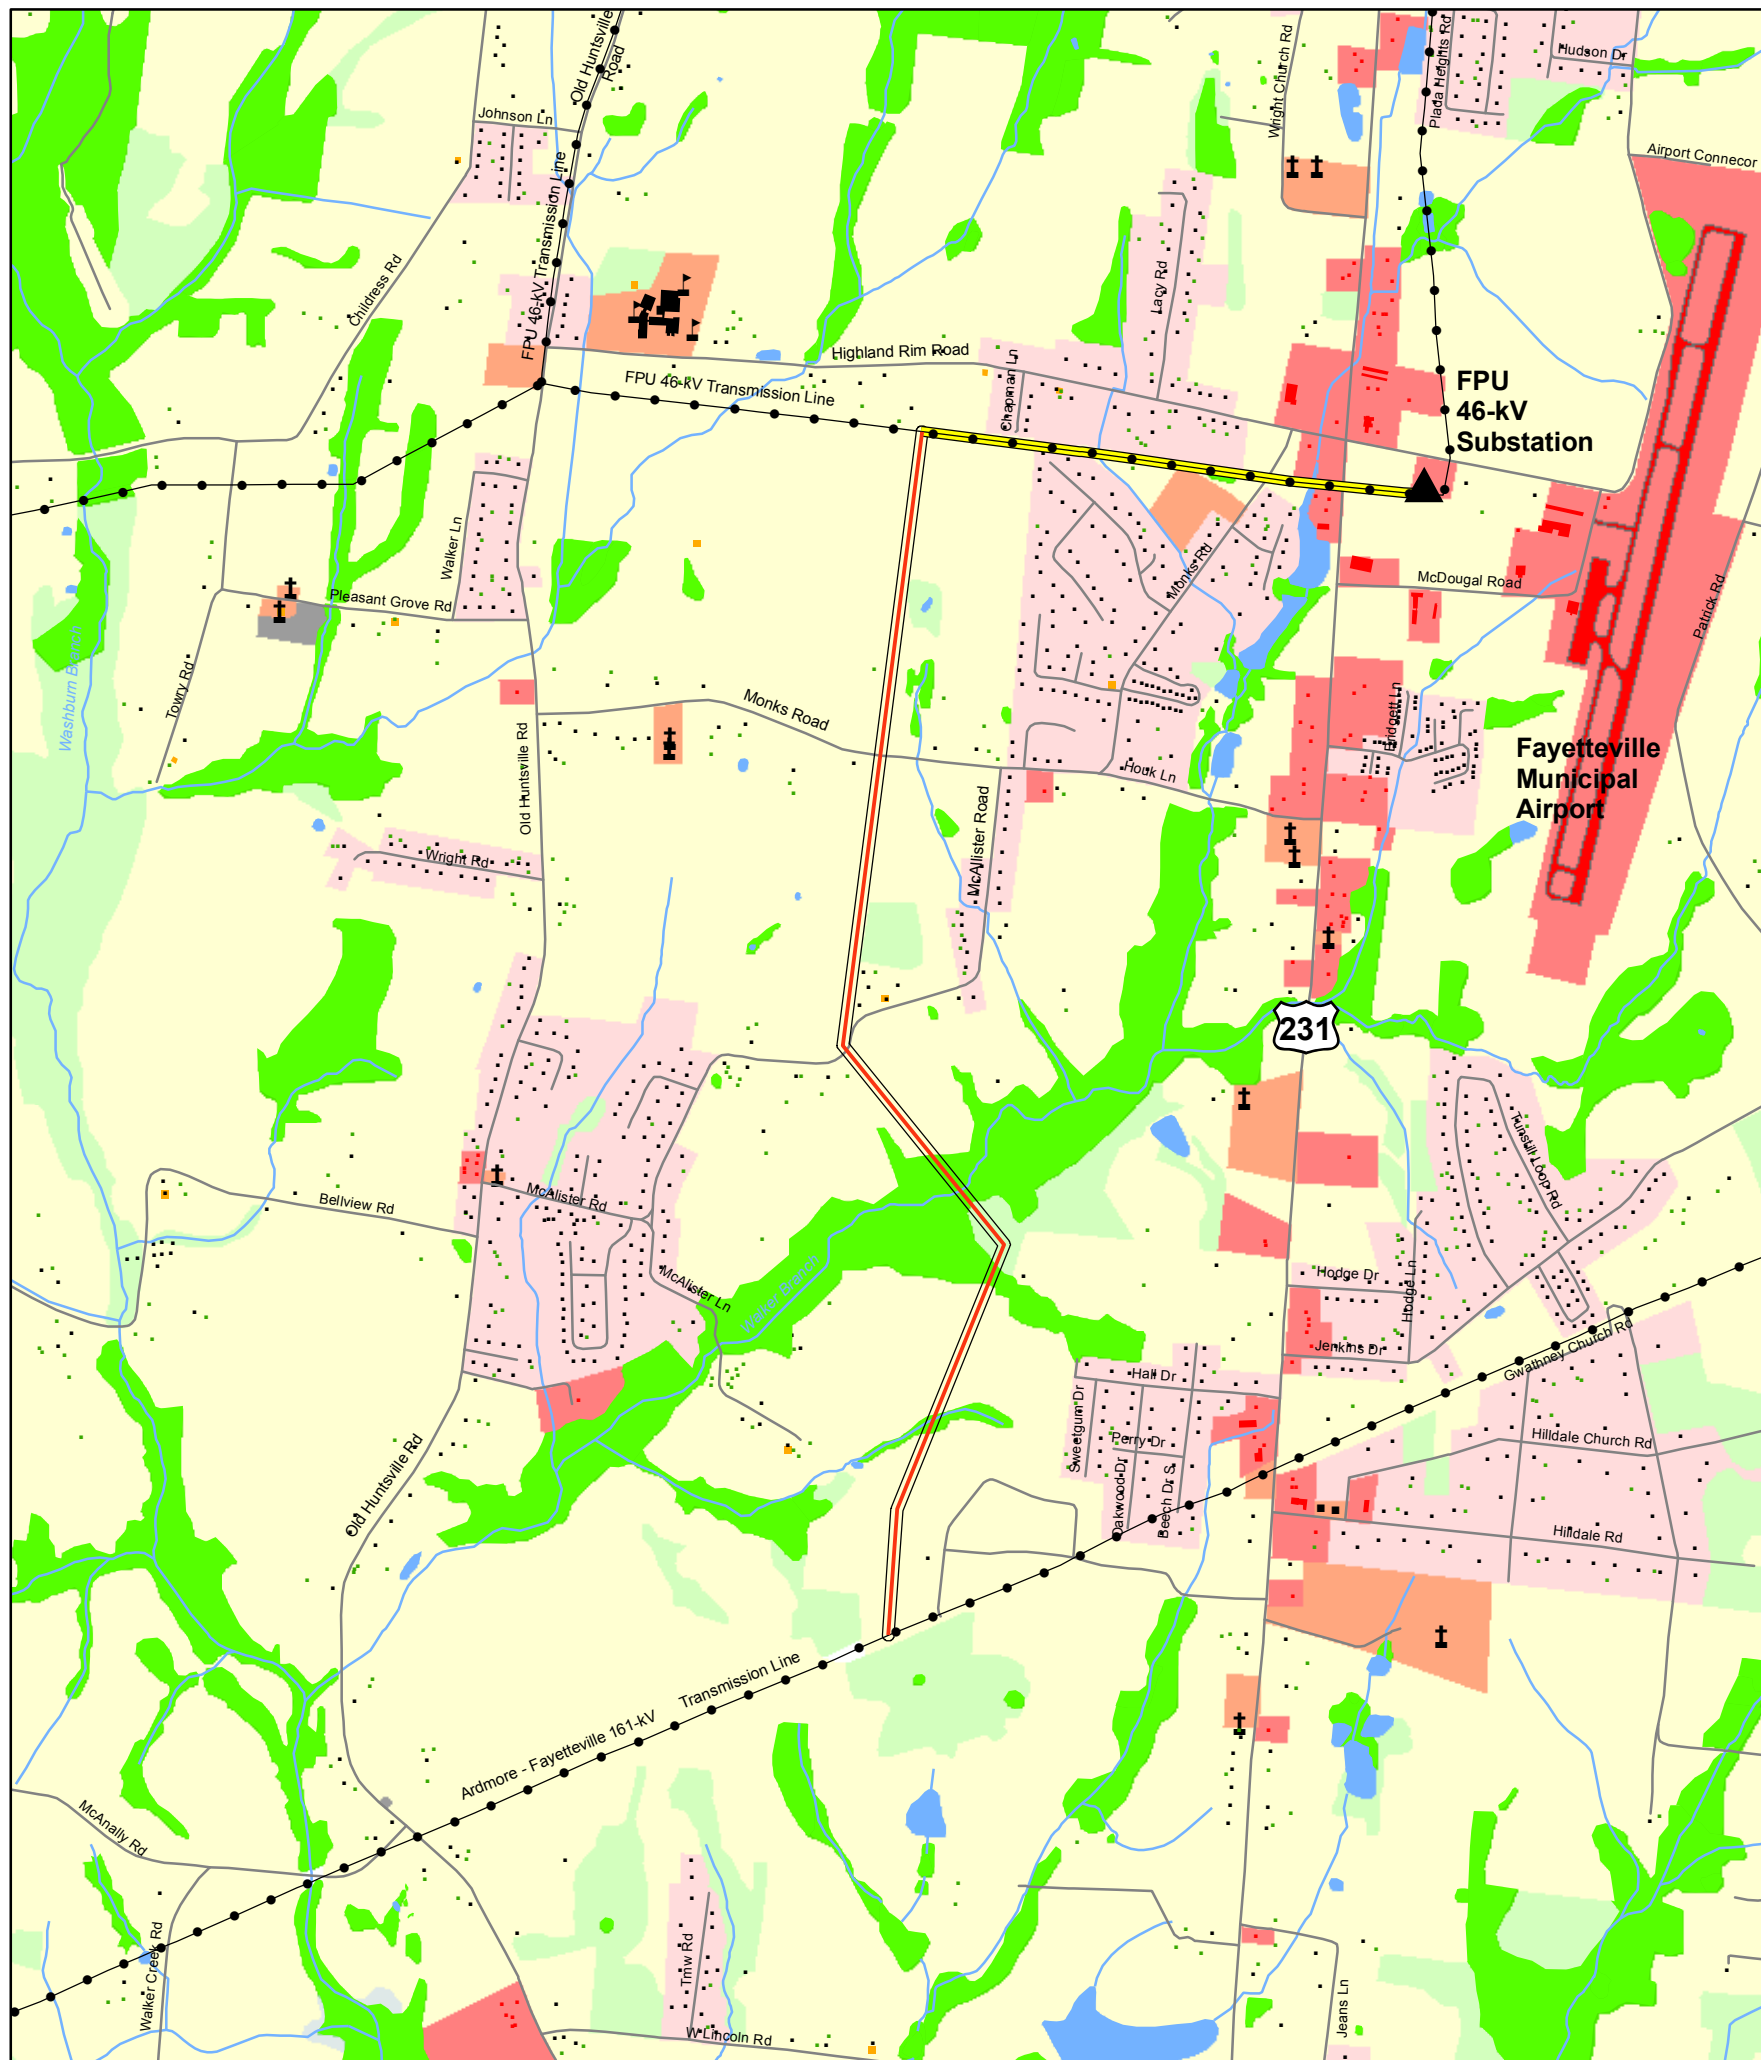 Old Huntsville
Road
Wright Church Rd
Hudson Dr
Johnson Ln
Airport Connecor
FPU 46-kV Transmission Line
Childress Rd
Lacy Rd
Highland Rim Road
Chapman Ln
FPU 46-kV Transmission Line
FPU
46-kV
Substation
Walker Ln
Monks Rd
McDougal Road
Pleasant Grove Rd
Patrick Rd
Towry Rd
Washburn Branch
Monks Road
Bridgett Ln
Fayetteville
Municipal
Airport
Old Huntsville Rd
Houk Ln
McAllister Road
Wright Rd
231
Tunstill Loop Rd
Bellview Rd
McAlister Rd
McAlister Ln
Walker Branch
Hodge Dr
Hodge Ln
Jenkins Dr
Gwathney Church Rd
Hall Dr
Sweetgum Dr
Perry Dr
Oakwood Dr
Beech Dr S.
Hilldale Church Rd
Old Huntsville Rd
Hilldale Rd
Ardmore - Fayetteville 161-kV
Transmission Line
McAnally Rd
Walker Creek Rd
Tmw Rd
W Lincoln Rd
Jeans Ln